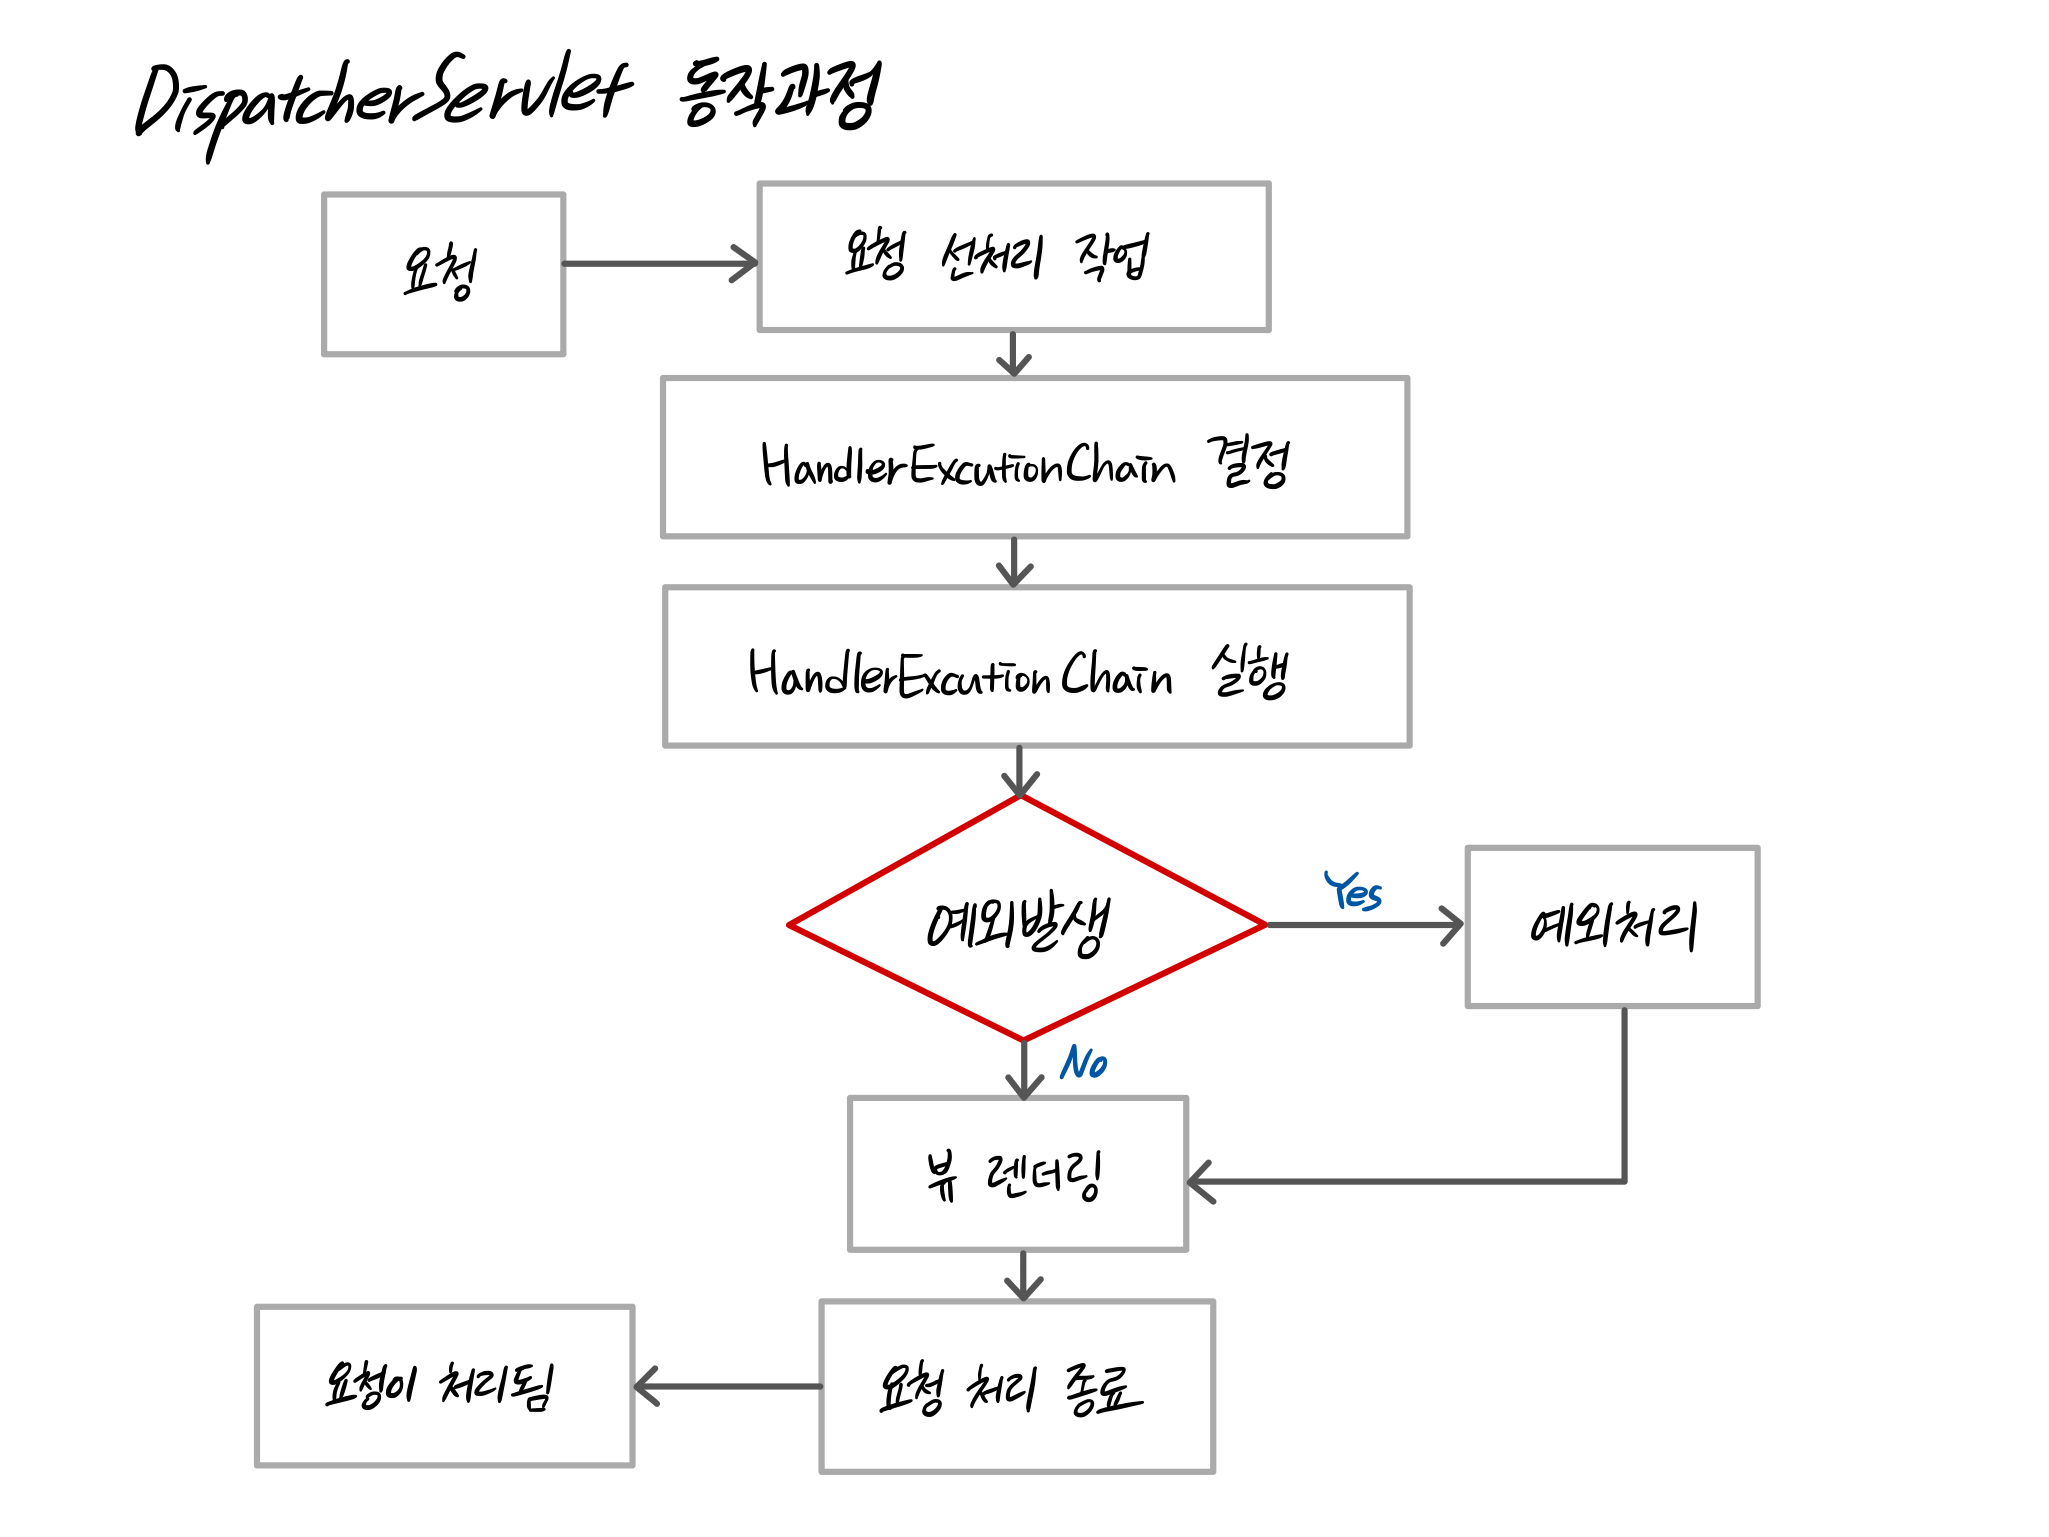 DispatcherServlet 동작과정
요청
요청 선처리 작업
HandlerExcutionChain 결정
HandlerExcutionChain 실행
예외발생
Yes
예외처리
No
뷰 렌더링
요청이 처리됨
요청 처리 종료